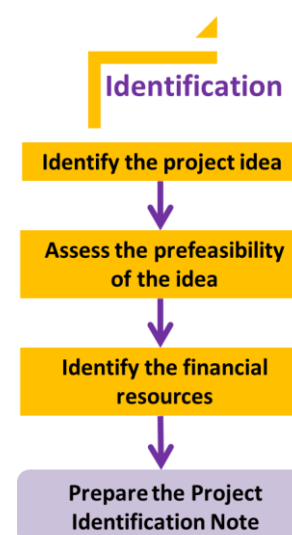 Identification
Identify the project idea
Assess the prefeasibility
of the idea
Identify the financial
resources
Prepare the Project
Identification Note